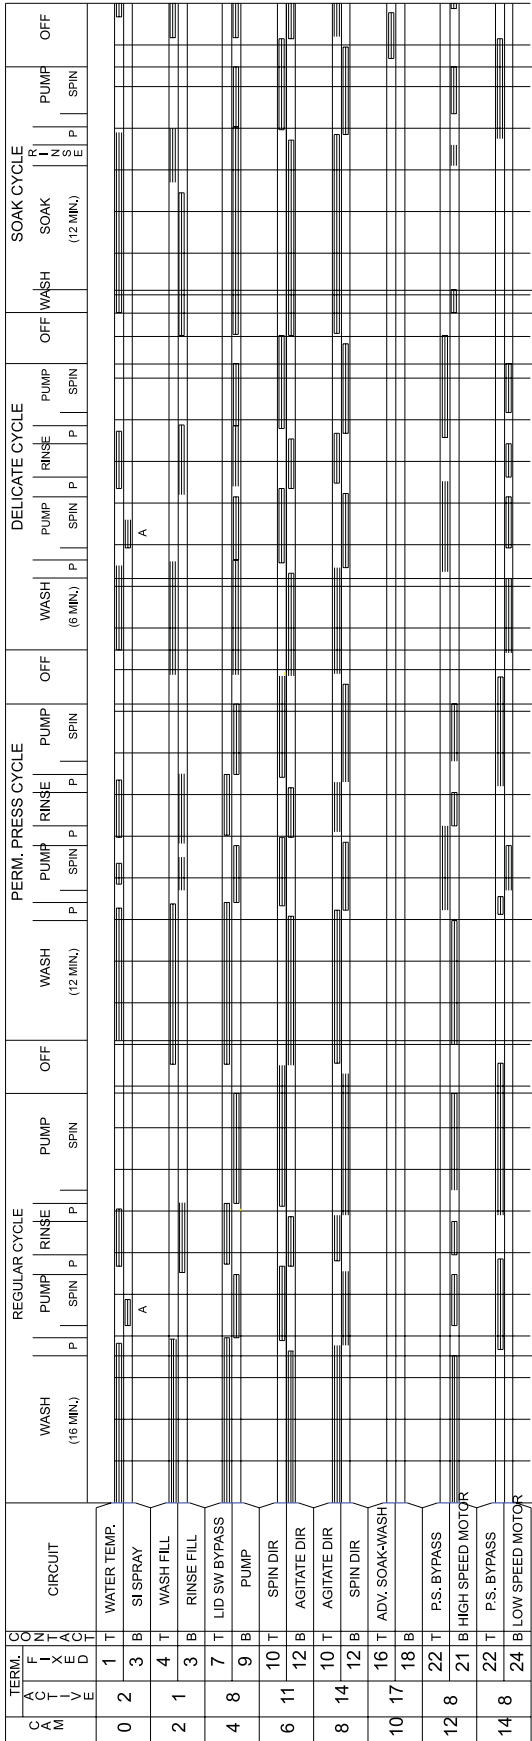 REGULAR CYCLE PERM. PRESS CYCLE DELICATE CYCLE SOAK CYCLE
WASH PUMP RINSE PUMP OFF WASH PUMP RINSE PUMP OFF WASH PUMP RINSE PUMP OFF WASH SOAK RINSE PUMP OFF
(16 MIN.) P SPIN P P SPIN (12 MIN.) P SPIN P P SPIN (6 MIN.) P SPIN P P SPIN (12 MIN.) P SPIN
CAM
TERM.
ACTIVE
FIXED
CONTACT
CIRCUIT
0 2 1 T WATER TEMP.
3 B SI SPRAY
A A
2 1 4 T WASH FILL
3 B RINSE FILL
4 8 7 T LID SW BYPASS
9 B PUMP
6 11 10 T SPIN DIR
12 B AGITATE DIR
8 14 10 T AGITATE DIR
12 B SPIN DIR
10 17 16 T ADV. SOAK-WASH
18 B
12 8 22 T P.S. BYPASS
21 B HIGH SPEED MOTOR
14 8 22 T P.S. BYPASS
24 B LOW SPEED MOTOR